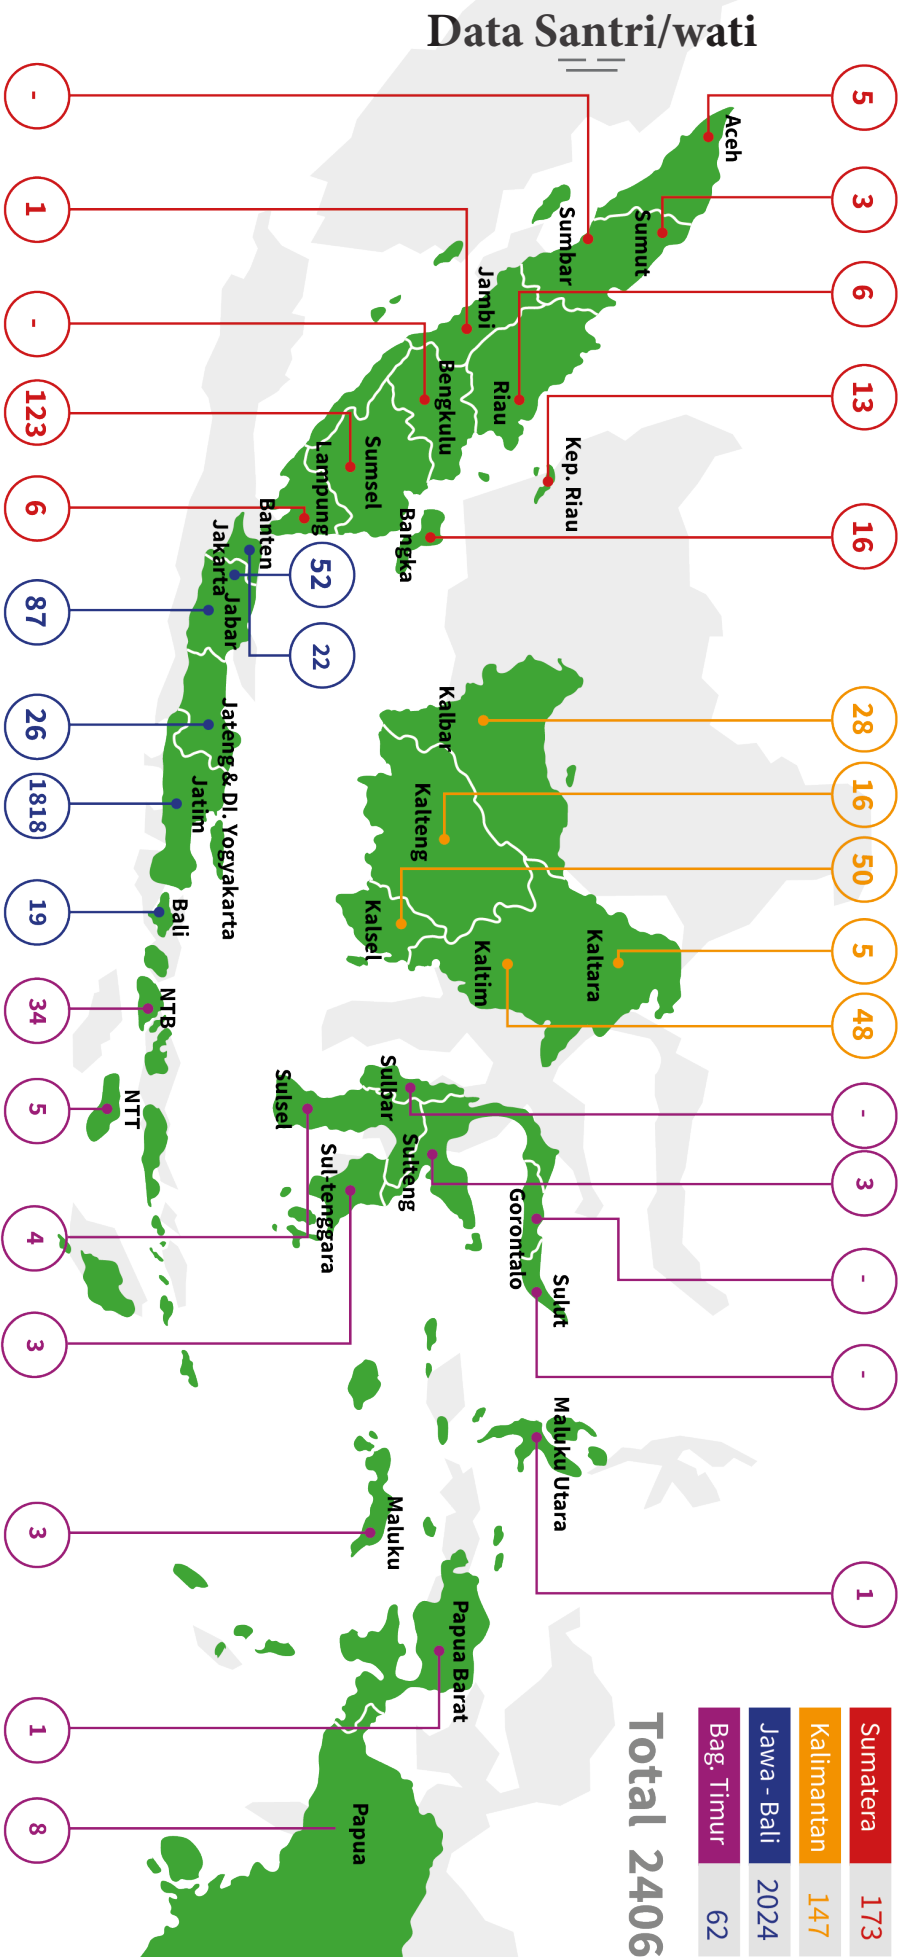 Data Santri/wati
5
3
6
13
16
28
16
50
5
48
-
3
-
-
1
Aceh
Sumut
Sumbar
Jambi
Riau
Kep. Riau
Bengkulu
Sumsel
Bangka
Lampung
Banten
Jakarta
Jabar
Jateng & DI. Yogyakarta
Jatim
Bali
NTB
NTT
Kalbar
Kalteng
Kalsel
Kaltim
Kaltara
Sulbar
Sulsel
Sulteng
Sul-tenggara
Gorontalo
Sulut
Maluku Utara
Maluku
Papua Barat
Papua
52
22
-
1
-
123
6
87
26
1818
19
34
5
4
3
3
1
8
Sumatera 173
Kalimantan 147
Jawa - Bali 2024
Bag. Timur 62
Total 2406